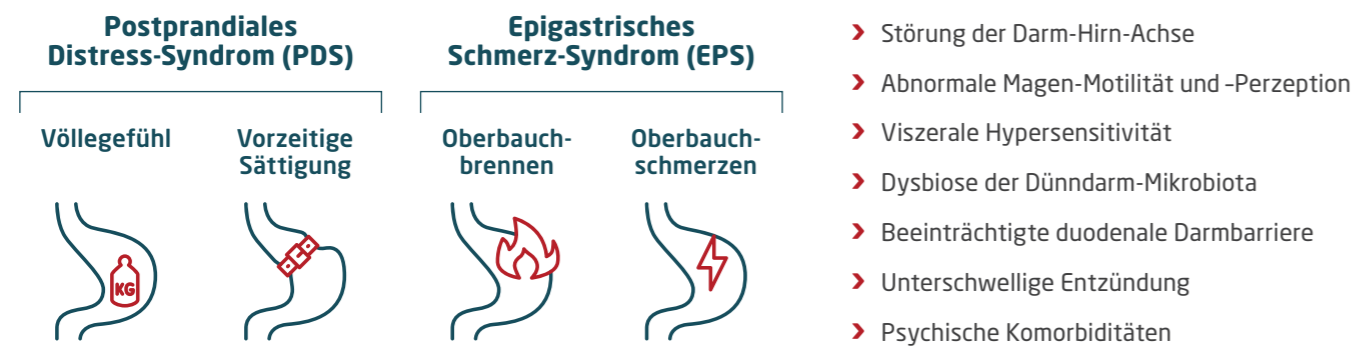 Postprandiales
Distress-Syndrom (PDS)
Völlegefühl
Vorzeitige
Sättigung
KG
Epigastrisches
Schmerz-Syndrom (EPS)
Oberbauch-
brennen
Oberbauch-
schmerzen
Störung der Darm-Hirn-Achse
Abnormale Magen-Motilität und –Perzeption
Viszerale Hypersensitivität
Dysbiose der Dünndarm-Mikrobiota
Beeinträchtigte duodenale Darmbarriere
Unterschwellige Entzündung
Psychische Komorbiditäten